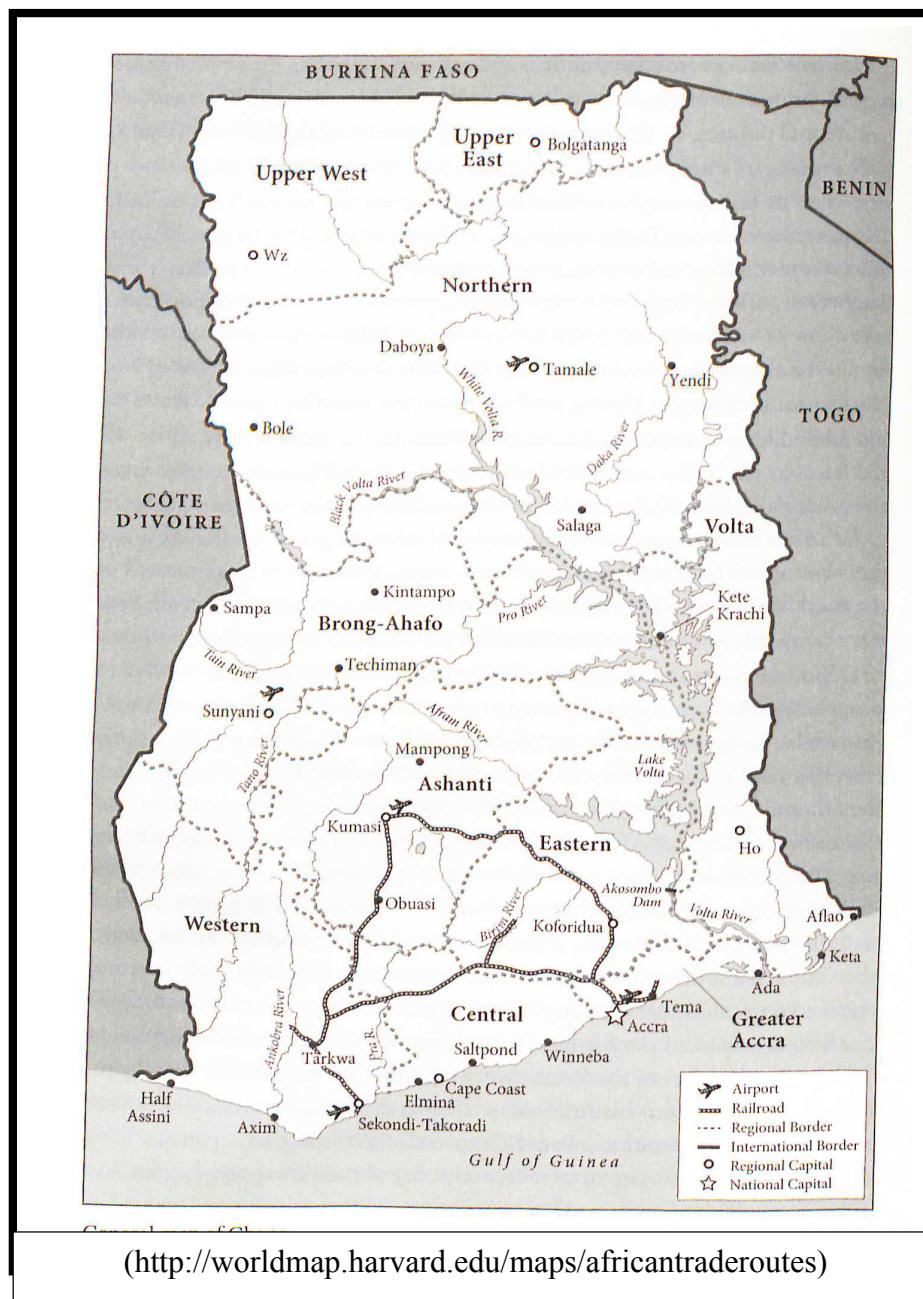 BURKINA FASO
Upper
East
Bolgatanga
Upper West
BENIN
Wz
Northern
Daboya
Tamale
Yendi
White Volta R.
TOGO
Bole
Daka River
Black Volta River
CÔTE
D'IVOIRE
Salaga
Volta
Kintampo
Kete
Krachi
Sampa
Pro River
Brong-Ahafo
Tain River
Techiman
Sunyani
Afram River
Tano River
Mampong
Lake
Volta
Ashanti
Kumasi
Eastern
Ho
Akosombo
Dam
Obuasi
Birim River
Volta River
Western
Koforidua
Aflao
Keta
Ada
Tema
Central
Accra
Greater
Accra
Ankobra River
Pra R.
Tarkwa
Saltpond
Winneba
Half
Assini
Cape Coast
Elmina
Axim
Sekondi-Takoradi
Gulf of Guinea
Airport
Railroad
Regional Border
International Border
Regional Capital
National Capital
(http://worldmap.harvard.edu/maps/africantraderoutes)